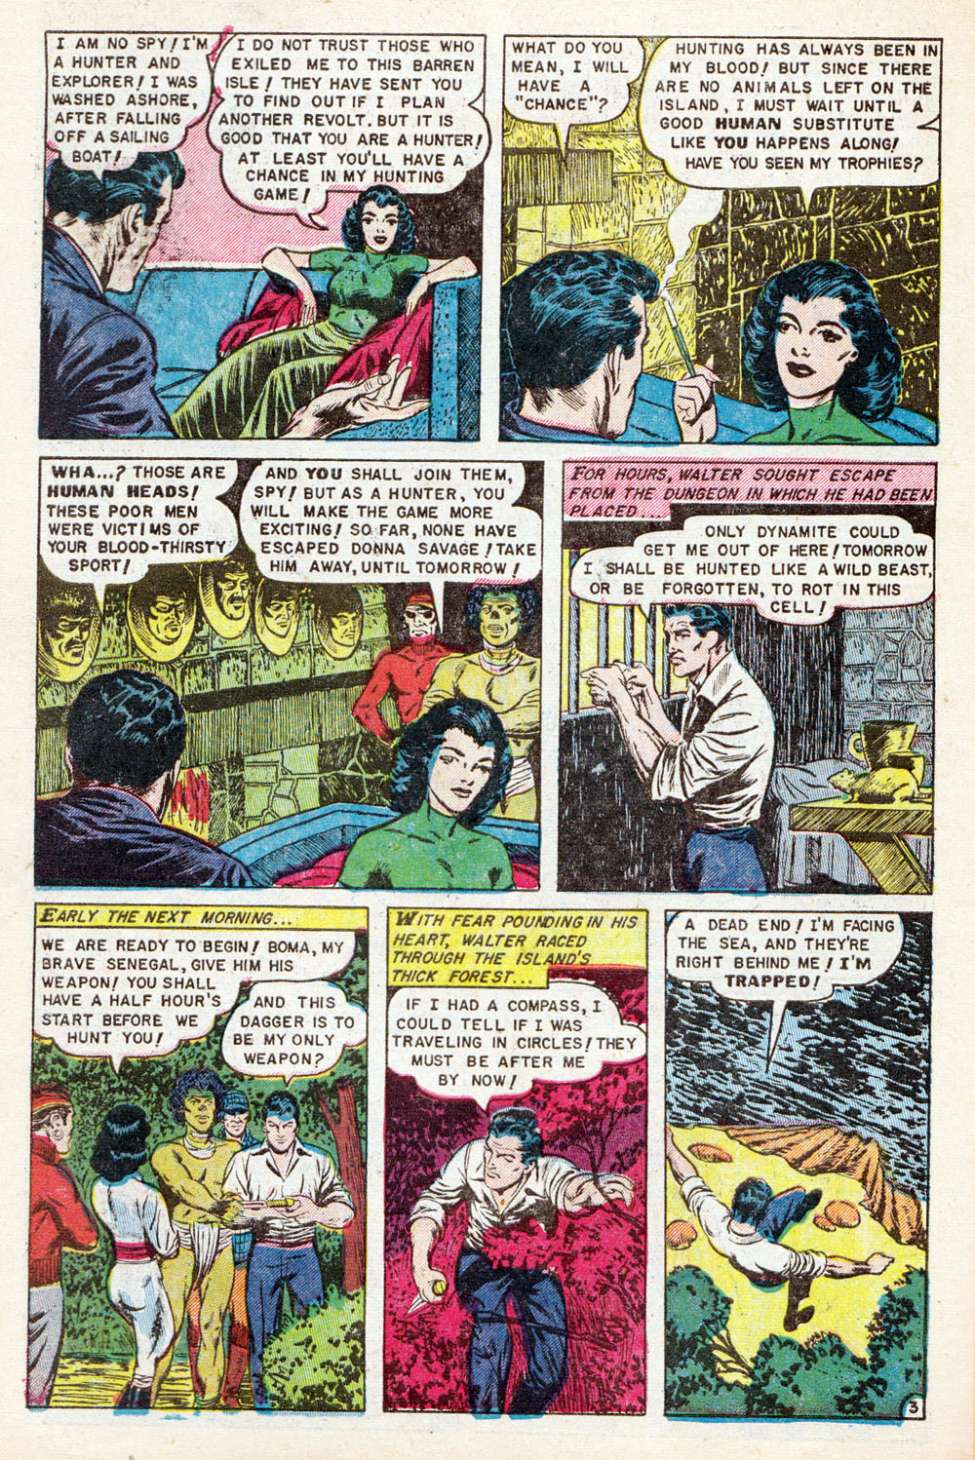 I AM NO SPY! I'M
A HUNTER AND
EXPLORER! I WAS
WASHED ASHORE,
AFTER FALLING
OFF A SAILING
BOAT!
I DO NOT TRUST THOSE WHO
EXILED ME TO THIS BARREN
ISLE! THEY HAVE SENT YOU
TO FIND OUT IF I PLAN
ANOTHER REVOLT. BUT IT IS
GOOD THAT YOU ARE A HUNTER!
AT LEAST YOU'LL HAVE A
CHANCE IN MY HUNTING
GAME!
WHAT DO YOU
MEAN, I WILL
HAVE A
"CHANCE"?
HUNTING HAS ALWAYS BEEN IN
MY BLOOD! BUT SINCE THERE
ARE NO ANIMALS LEFT ON THE
ISLAND, I MUST WAIT UNTIL A
GOOD HUMAN SUBSTITUTE
LIKE YOU HAPPENS ALONG!
HAVE YOU SEEN MY TROPHIES?
WHA...? THOSE ARE
HUMAN HEADS!
THESE POOR MEN
WERE VICTIMS OF
YOUR BLOOD-THIRSTY
SPORT!
AND YOU SHALL JOIN THEM,
SPY! BUT AS A HUNTER, YOU
WILL MAKE THE GAME MORE
EXCITING! SO FAR, NONE HAVE
ESCAPED DONNA SAVAGE! TAKE
HIM AWAY, UNTIL TOMORROW!
FOR HOURS, WALTER SOUGHT ESCAPE
FROM THE DUNGEON IN WHICH HE HAD BEEN
PLACED...
ONLY DYNAMITE COULD
GET ME OUT OF HERE! TOMORROW
I SHALL BE HUNTED LIKE A WILD BEAST,
OR BE FORGOTTEN, TO ROT IN THIS
CELL!
EARLY THE NEXT MORNING...
WE ARE READY TO BEGIN! BOMA, MY
BRAVE SENEGAL, GIVE HIM HIS
WEAPON! YOU SHALL
HAVE A HALF HOUR'S
START BEFORE WE
HUNT YOU!
AND THIS
DAGGER IS TO
BE MY ONLY
WEAPON?
WITH FEAR POUNDING IN HIS
HEART, WALTER RACED
THROUGH THE ISLAND'S
THICK FOREST...
IF I HAD A COMPASS, I
COULD TELL IF I WAS
TRAVELING IN CIRCLES! THEY
MUST BE AFTER ME
BY NOW!
A DEAD END! I'M FACING
THE SEA, AND THEY'RE
RIGHT BEHIND ME! I'M
TRAPPED!
3